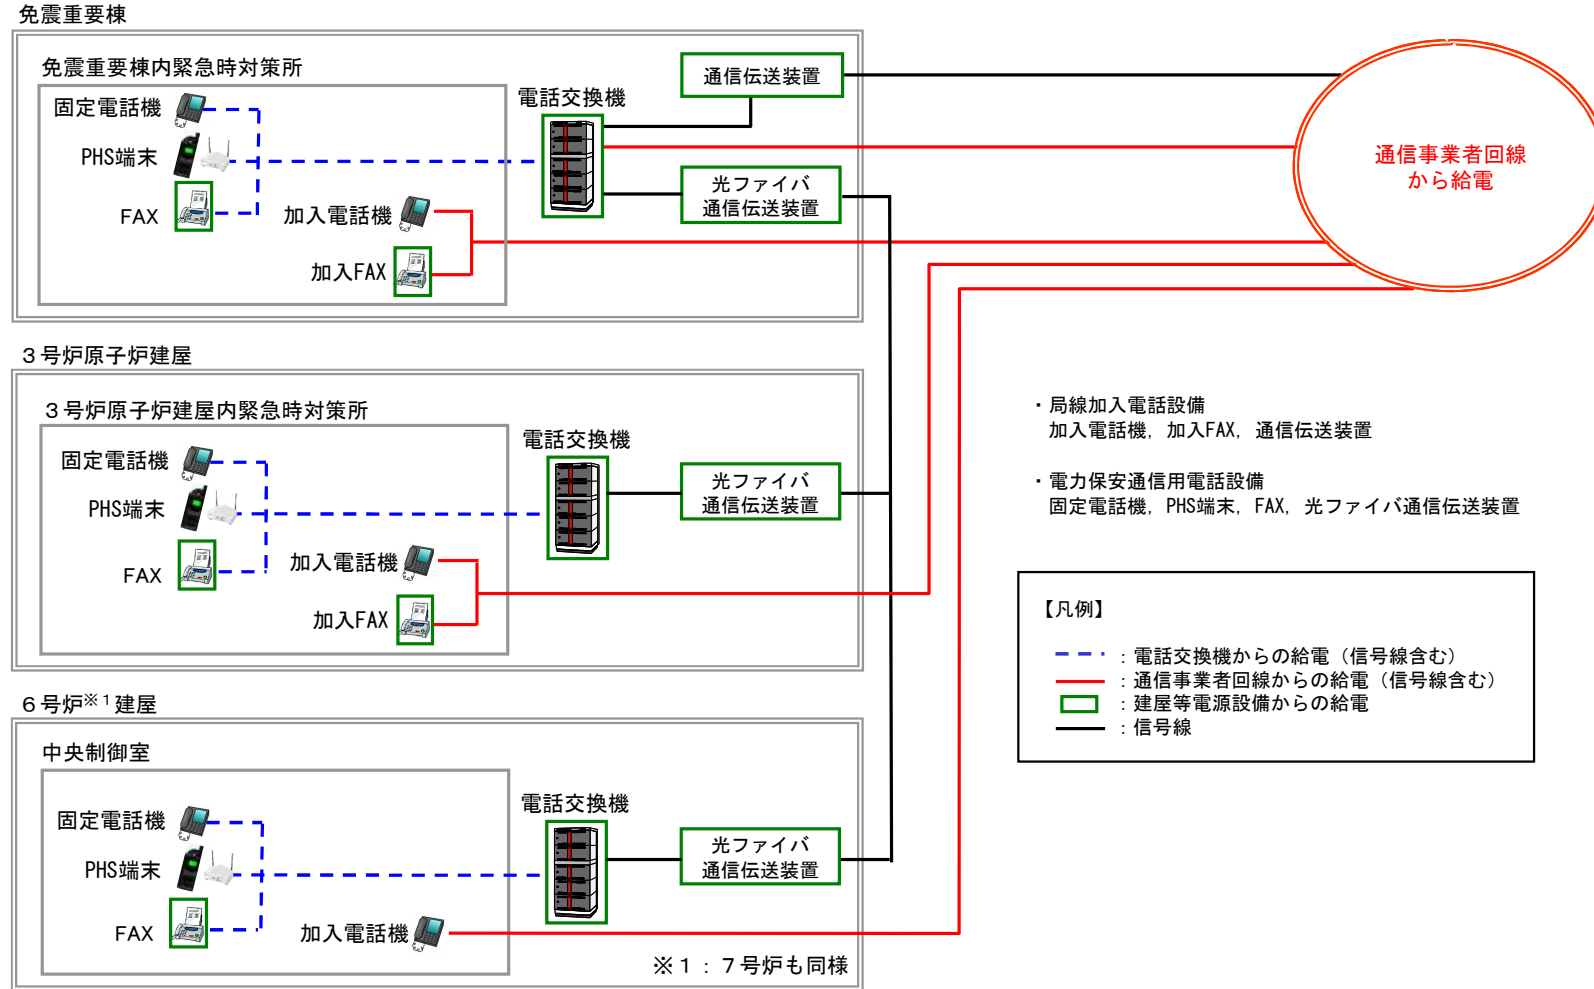 免震重要棟
免震重要棟内緊急時対策所
固定電話機
PHS端末
FAX
加入電話機
加入FAX
電話交換機
通信伝送装置
光ファイバ
通信伝送装置
通信事業者回線
から給電
３号炉原子炉建屋
３号炉原子炉建屋内緊急時対策所
固定電話機
PHS端末
FAX
加入電話機
加入FAX
電話交換機
光ファイバ
通信伝送装置
・局線加入電話設備
加入電話機，加入FAX，通信伝送装置
・電力保安通信用電話設備
固定電話機，PHS端末，FAX，光ファイバ通信伝送装置
【凡例】
：電話交換機からの給電（信号線含む）
：通信事業者回線からの給電（信号線含む）
：建屋等電源設備からの給電
：信号線
６号炉※１建屋
中央制御室
固定電話機
PHS端末
FAX
加入電話機
電話交換機
光ファイバ
通信伝送装置
※１：７号炉も同様